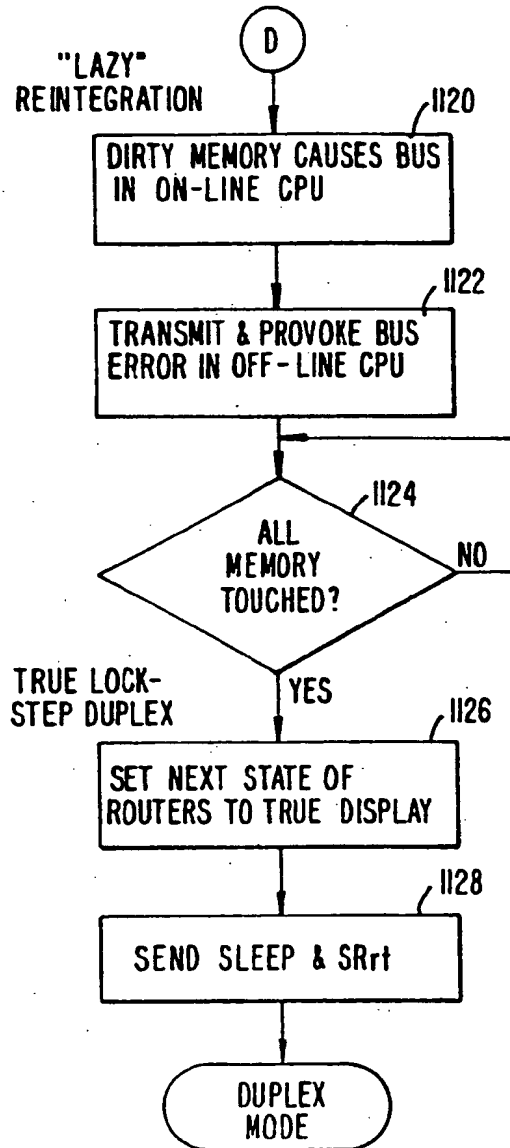 D
"LAZY"
REINTEGRATION
1120
DIRTY MEMORY CAUSES BUS
IN ON-LINE CPU
1122
TRANSMIT & PROVOKE BUS
ERROR IN OFF-LINE CPU
1124
ALL
MEMORY
TOUCHED?
NO
TRUE LOCK-
STEP DUPLEX
YES
1126
SET NEXT STATE OF
ROUTERS TO TRUE DISPLAY
1128
SEND SLEEP & SRrt
DUPLEX
MODE